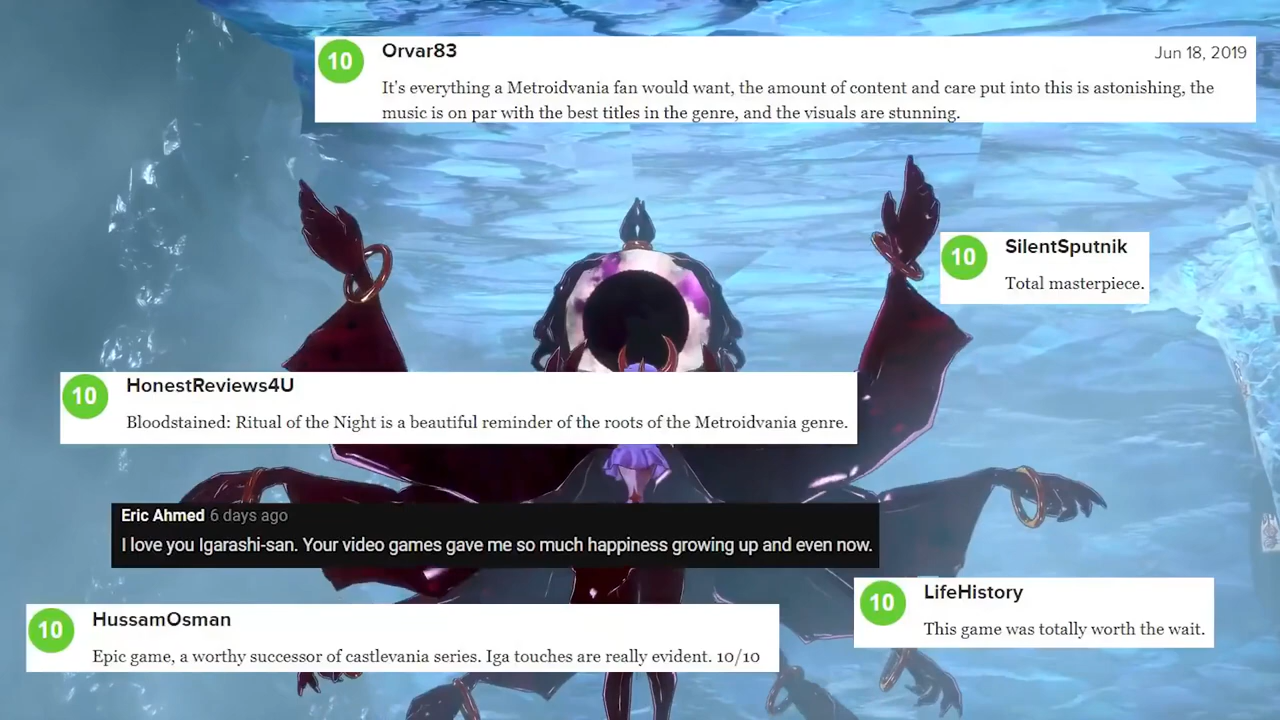 10
Orvar83
Jun 18, 2019
It's everything a Metroidvania fan would want, the amount of content and care put into this is astonishing, the
music is on par with the best titles in the genre, and the visuals are stunning.
10
SilentSputnik
Total masterpiece.
10
HonestReviews4U
Bloodstained: Ritual of the Night is a beautiful reminder of the roots of the Metroidvania genre.
Eric Ahmed 6 days ago
I love you Igarashi-san. Your video games gave me so much happiness growing up and even now.
10
LifeHistory
This game was totally worth the wait.
10
HussamOsman
Epic game, a worthy successor of castlevania series. Iga touches are really evident. 10/10